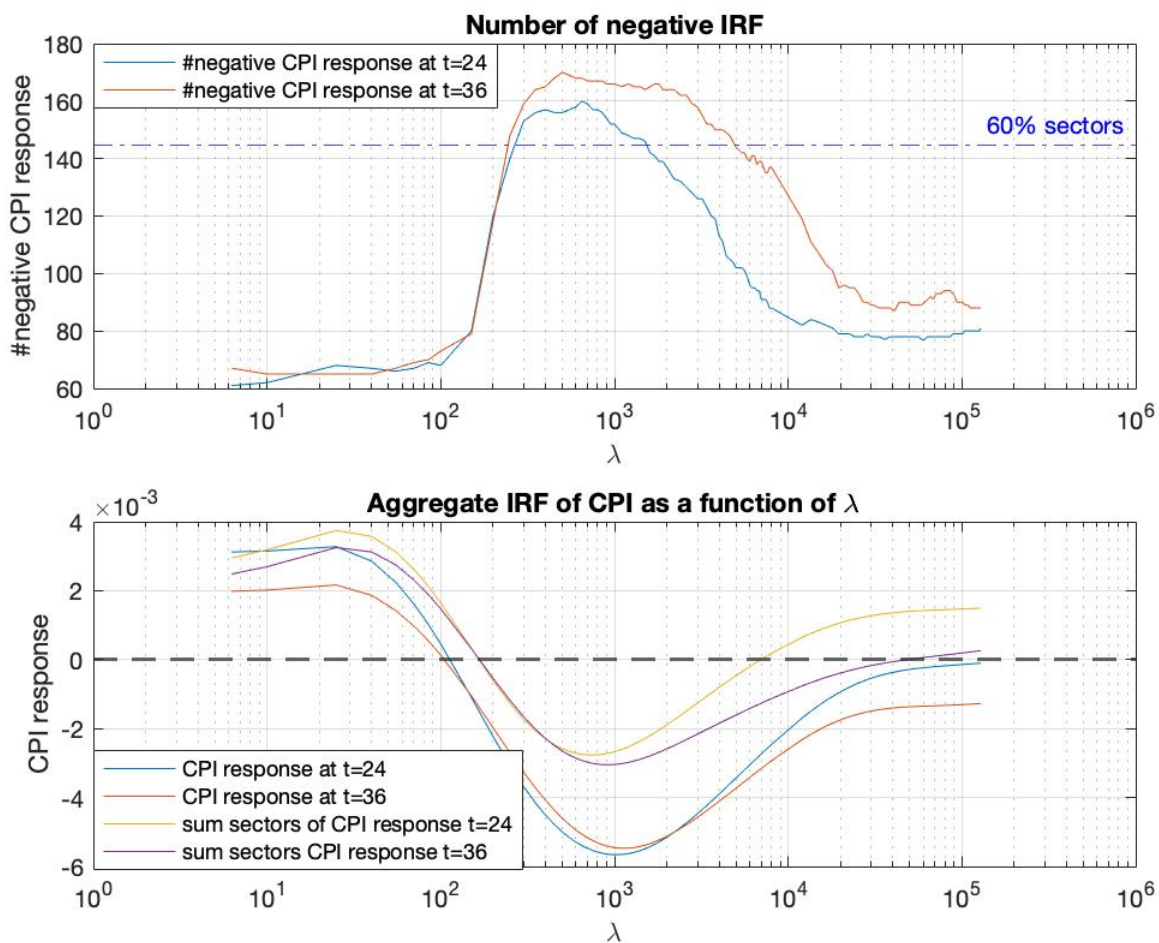 Number of negative IRF
180
160
140
120
100
80
60
#negative CPI response
#negative CPI response at t=24
#negative CPI response at t=36
60% sectors
10^0 10^1 10^2 10^3 10^4 10^5 10^6
λ
Aggregate IRF of CPI as a function of λ
×10^-3
4
2
0
-2
-4
-6
CPI response
CPI response at t=24
CPI response at t=36
sum sectors of CPI response t=24
sum sectors CPI response t=36
10^0 10^1 10^2 10^3 10^4 10^5 10^6
λ